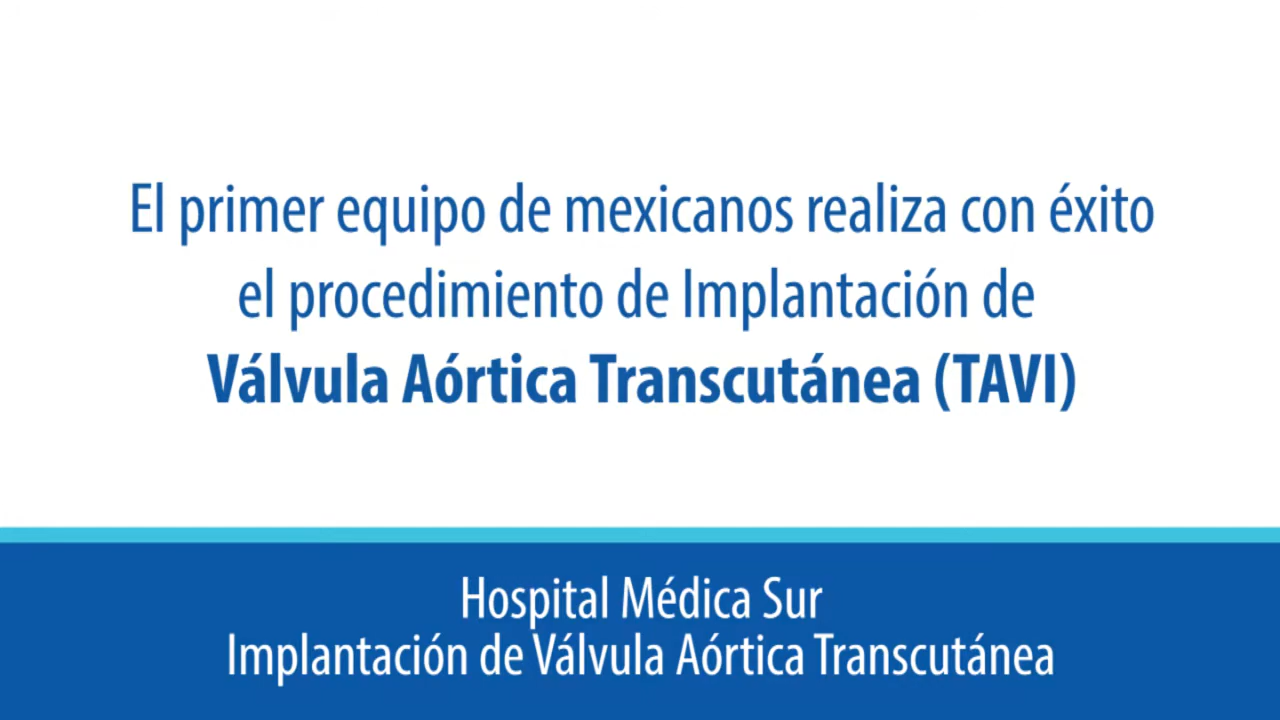 El primer equipo de mexicanos realiza con éxito
el procedimiento de Implantación de
Válvula Aórtica Transcutánea (TAVI)
Hospital Médica Sur
Implantación de Válvula Aórtica Transcutánea